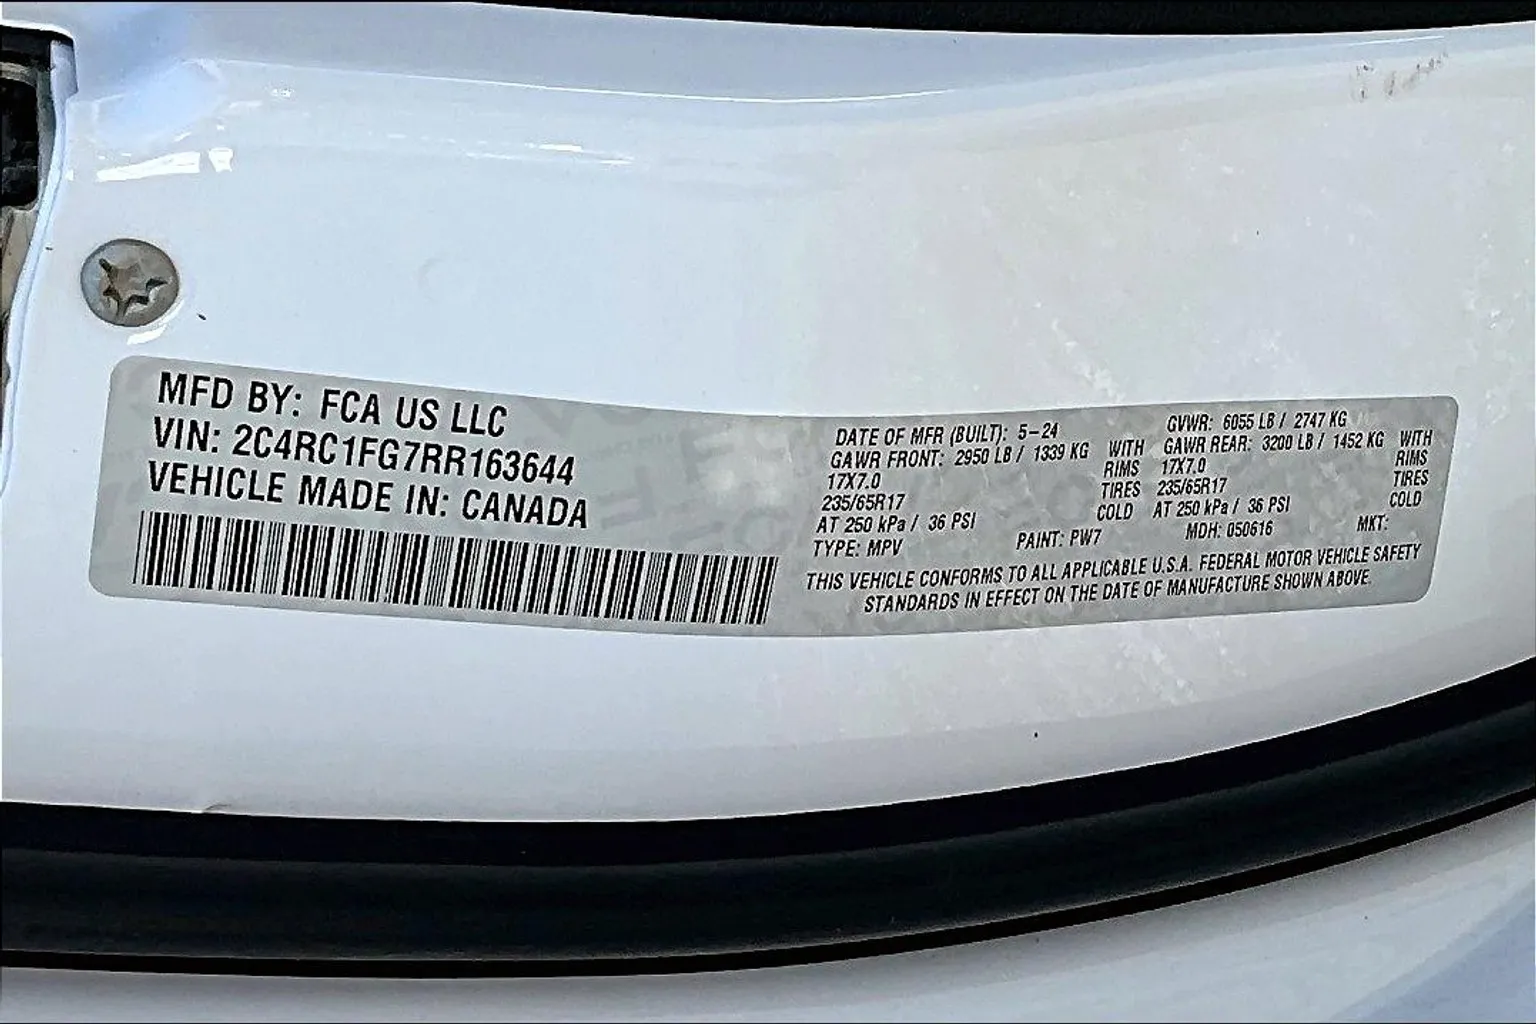 MFD BY: FCA US LLC
VIN: 2C4RC1FG7RR163644
VEHICLE MADE IN: CANADA
DATE OF MFR (BUILT): 5-24 GVWR: 6055 LB / 2747 KG
GAWR FRONT: 2950 LB / 1339 KG WITH GAWR REAR: 3200 LB / 1452 KG WITH
17X7.0 RIMS 17X7.0 RIMS
235/65R17 TIRES 235/65R17 TIRES
AT 250 kPa / 36 PSI COLD AT 250 kPa / 36 PSI COLD
TYPE: MPV PAINT: PW7 MDH: 050616 MKT:
THIS VEHICLE CONFORMS TO ALL APPLICABLE U.S.A. FEDERAL MOTOR VEHICLE SAFETY
STANDARDS IN EFFECT ON THE DATE OF MANUFACTURE SHOWN ABOVE.